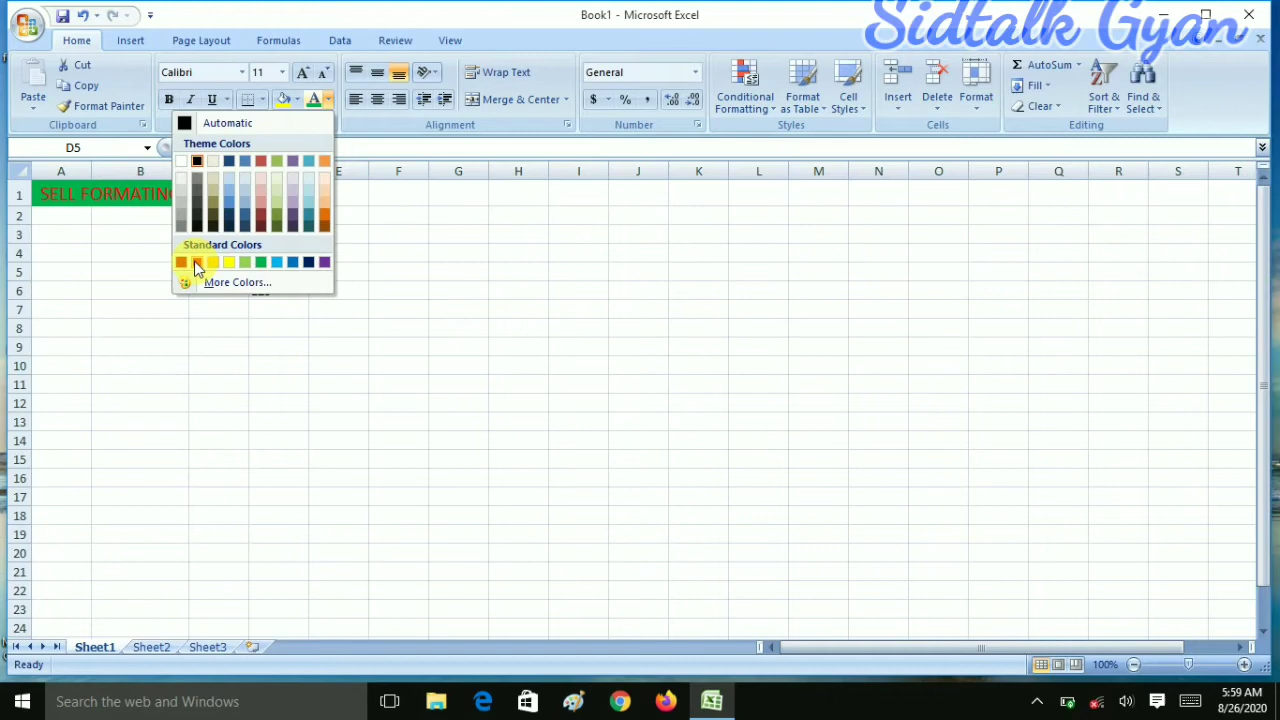 Book1 - Microsoft Excel
Sidtalk Gyan
Home Insert Page Layout Formulas Data Review View
Paste
Cut
Copy
Format Painter
Clipboard
Calibri 11
B I U A
Wrap Text
Merge & Center
Alignment
General
$ % ,
Number
Conditional Formatting
Format as Table
Cell Styles
Styles
Insert Delete Format
Cells
Σ AutoSum
Fill
Clear
Sort & Filter
Find & Select
Editing
D5
Automatic
Theme Colors
Standard Colors
More Colors...
A B E F G H I J K L M N O P Q R S T
1 SELL FORMATING
2
3
4
5
6
7
8
9
10
11
12
13
14
15
16
17
18
19
20
21
22
23
24
Sheet1 Sheet2 Sheet3
Ready 100%
Search the web and Windows
5:59 AM
8/26/2020